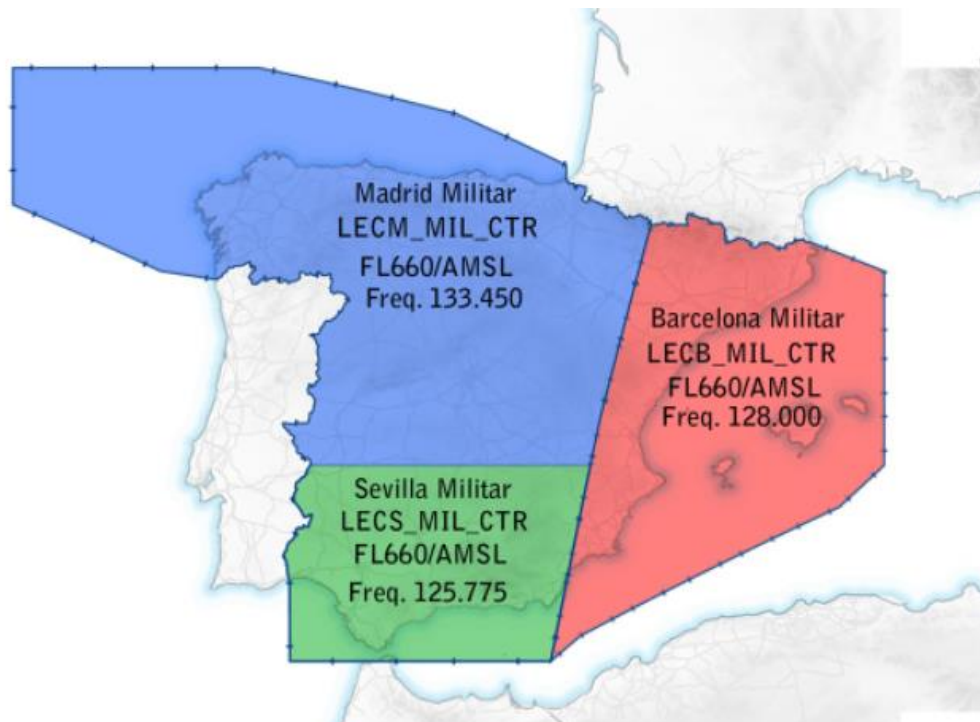 Madrid Militar
LECM_MIL_CTR
FL660/AMSL
Freq. 133.450
Barcelona Militar
LECB_MIL_CTR
FL660/AMSL
Freq. 128.000
Sevilla Militar
LECS_MIL_CTR
FL660/AMSL
Freq. 125.775